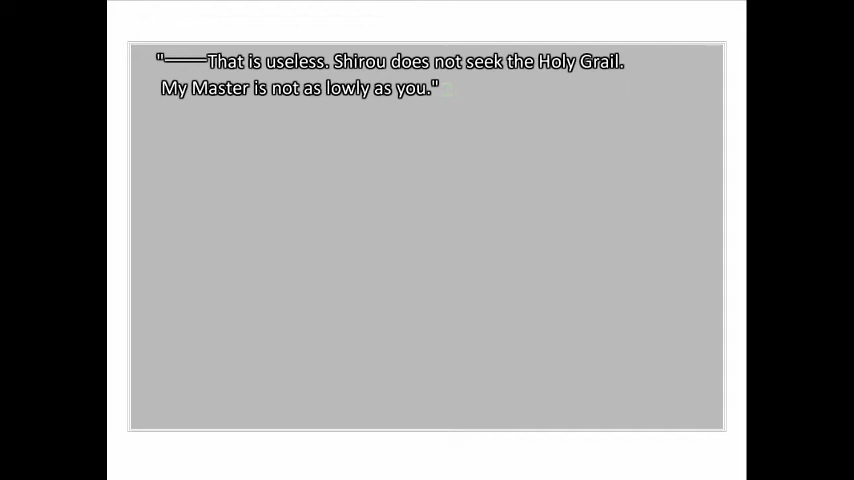 "───That is useless. Shirou does not seek the Holy Grail.
My Master is not as lowly as you."